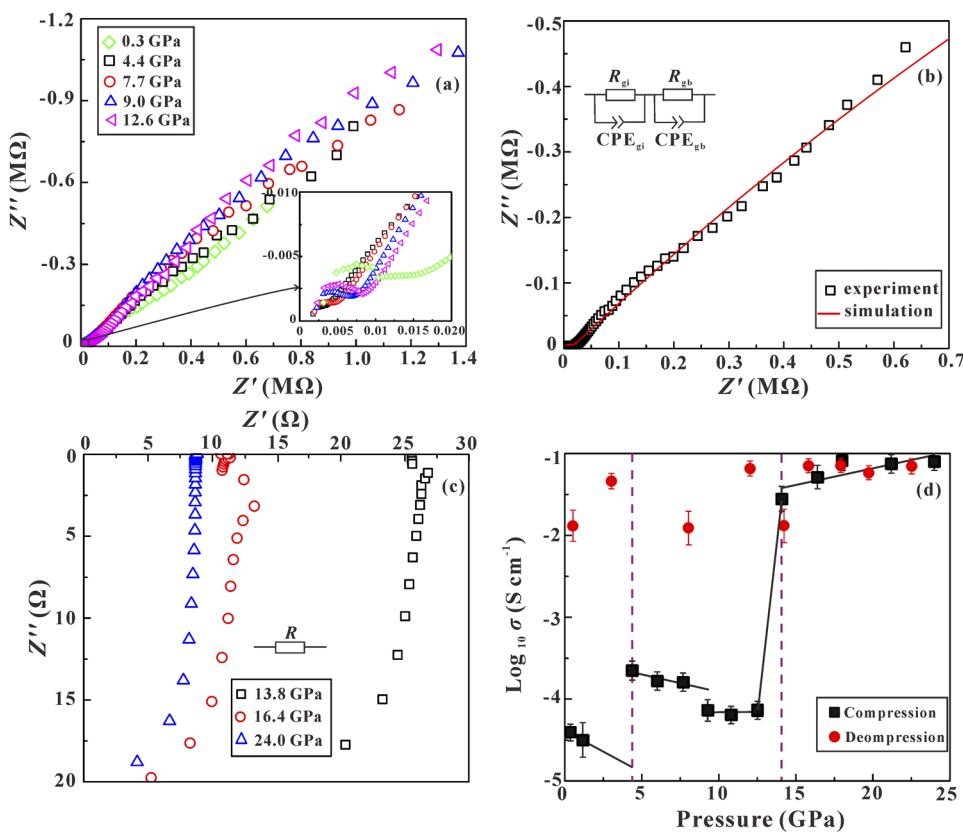 -1.2
-0.9
-0.6
-0.3
0
Z″(MΩ)
0.3 GPa
4.4 GPa
7.7 GPa
9.0 GPa
12.6 GPa
(a)
-0.010
-0.005
0.005 0.010 0.015 0.020
0 0.2 0.4 0.6 0.8 1.0 1.2 1.4
Z′(MΩ)
-0.5
-0.4
-0.3
-0.2
-0.1
0
Z″(MΩ)
(b)
Rgi Rgb
CPEgi CPEgb
experiment
simulation
0 0.1 0.2 0.3 0.4 0.5 0.6 0.7
Z′(MΩ)
Z′(Ω)
0 5 10 15 20 25 30
0
5
10
15
20
Z″(Ω)
(c)
R
13.8 GPa
16.4 GPa
24.0 GPa
-1
-2
-3
-4
-5
Log 10 σ (S cm-1)
(d)
Compression
Deompression
0 5 10 15 20 25
Pressure (GPa)